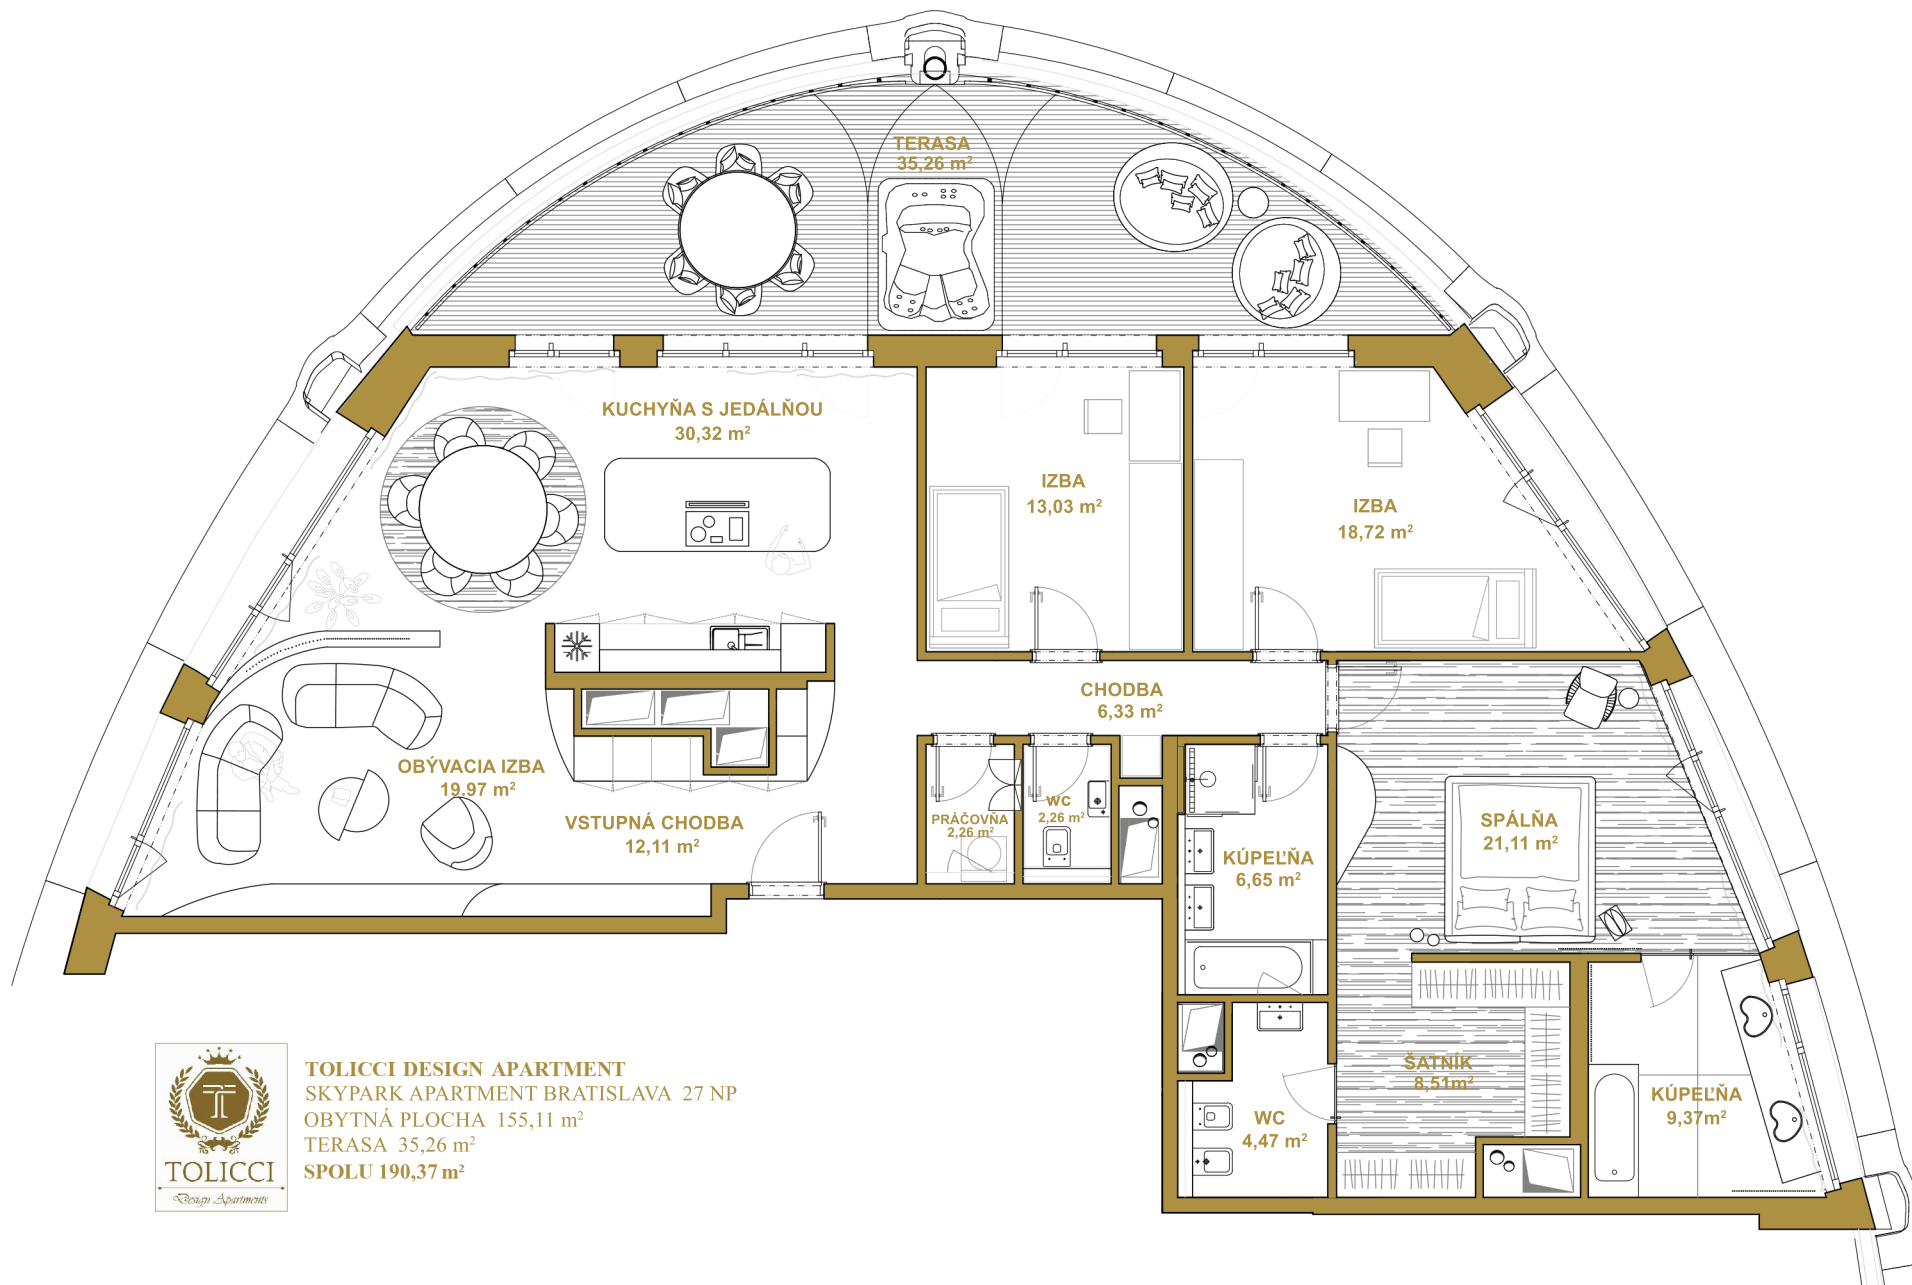 TERASA
35,26 m²
KUCHYŇA S JEDÁLŇOU
30,32 m²
IZBA
13,03 m²
IZBA
18,72 m²
CHODBA
6,33 m²
OBÝVACIA IZBA
19,97 m²
VSTUPNÁ CHODBA
12,11 m²
PRÁČOVŇA
2,26 m²
WC
2,26 m²
KÚPEĽŇA
6,65 m²
SPÁLŇA
21,11 m²
ŠATNÍK
8,51m²
KÚPEĽŇA
9,37m²
WC
4,47 m²
TOLICCI DESIGN APARTMENT
SKYPARK APARTMENT BRATISLAVA 27 NP
OBYTNÁ PLOCHA 155,11 m²
TERASA 35,26 m²
SPOLU 190,37 m²
TOLICCI
Design Apartments